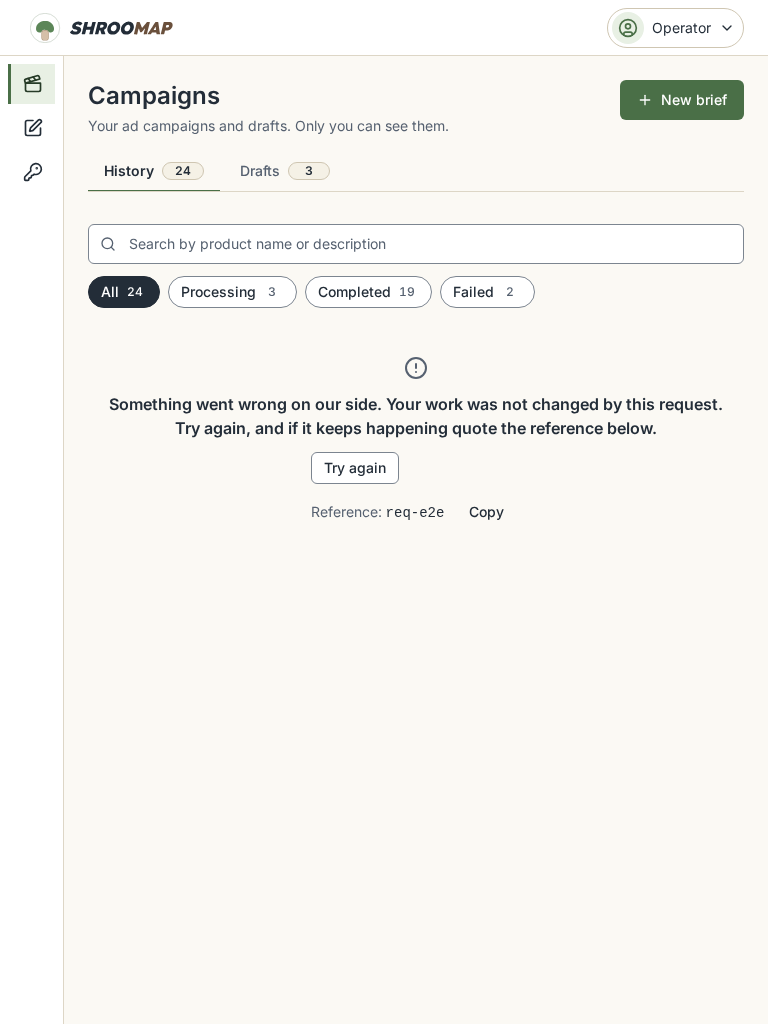 SHROOMAP
Operator
Campaigns
New brief
Your ad campaigns and drafts. Only you can see them.
History 24
Drafts 3
Search by product name or description
All 24
Processing 3
Completed 19
Failed 2
Something went wrong on our side. Your work was not changed by this request.
Try again, and if it keeps happening quote the reference below.
Try again
Reference: req-e2e
Copy